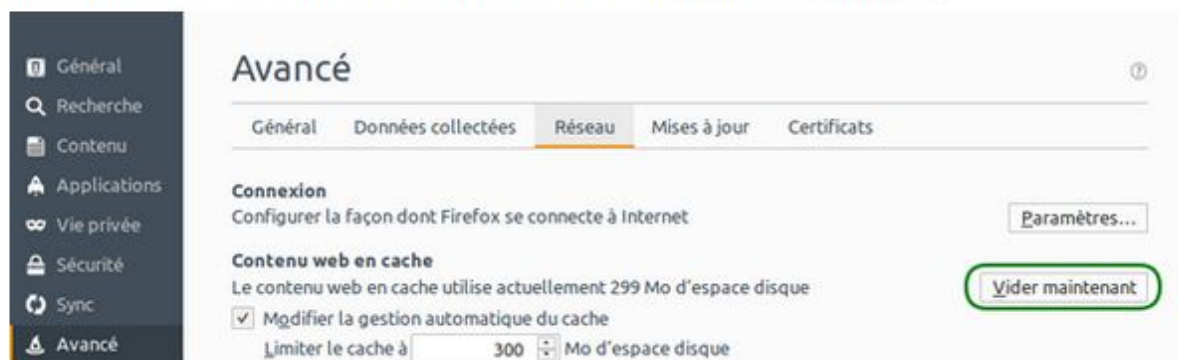 Général
Recherche
Contenu
Applications
Vie privée
Sécurité
Sync
Avancé
Avancé
Général Données collectées Réseau Mises à jour Certificats
Connexion
Configurer la façon dont Firefox se connecte à Internet
Paramètres...
Contenu web en cache
Le contenu web en cache utilise actuellement 299 Mo d'espace disque
Vider maintenant
Modifier la gestion automatique du cache
Limiter le cache à 300 Mo d'espace disque